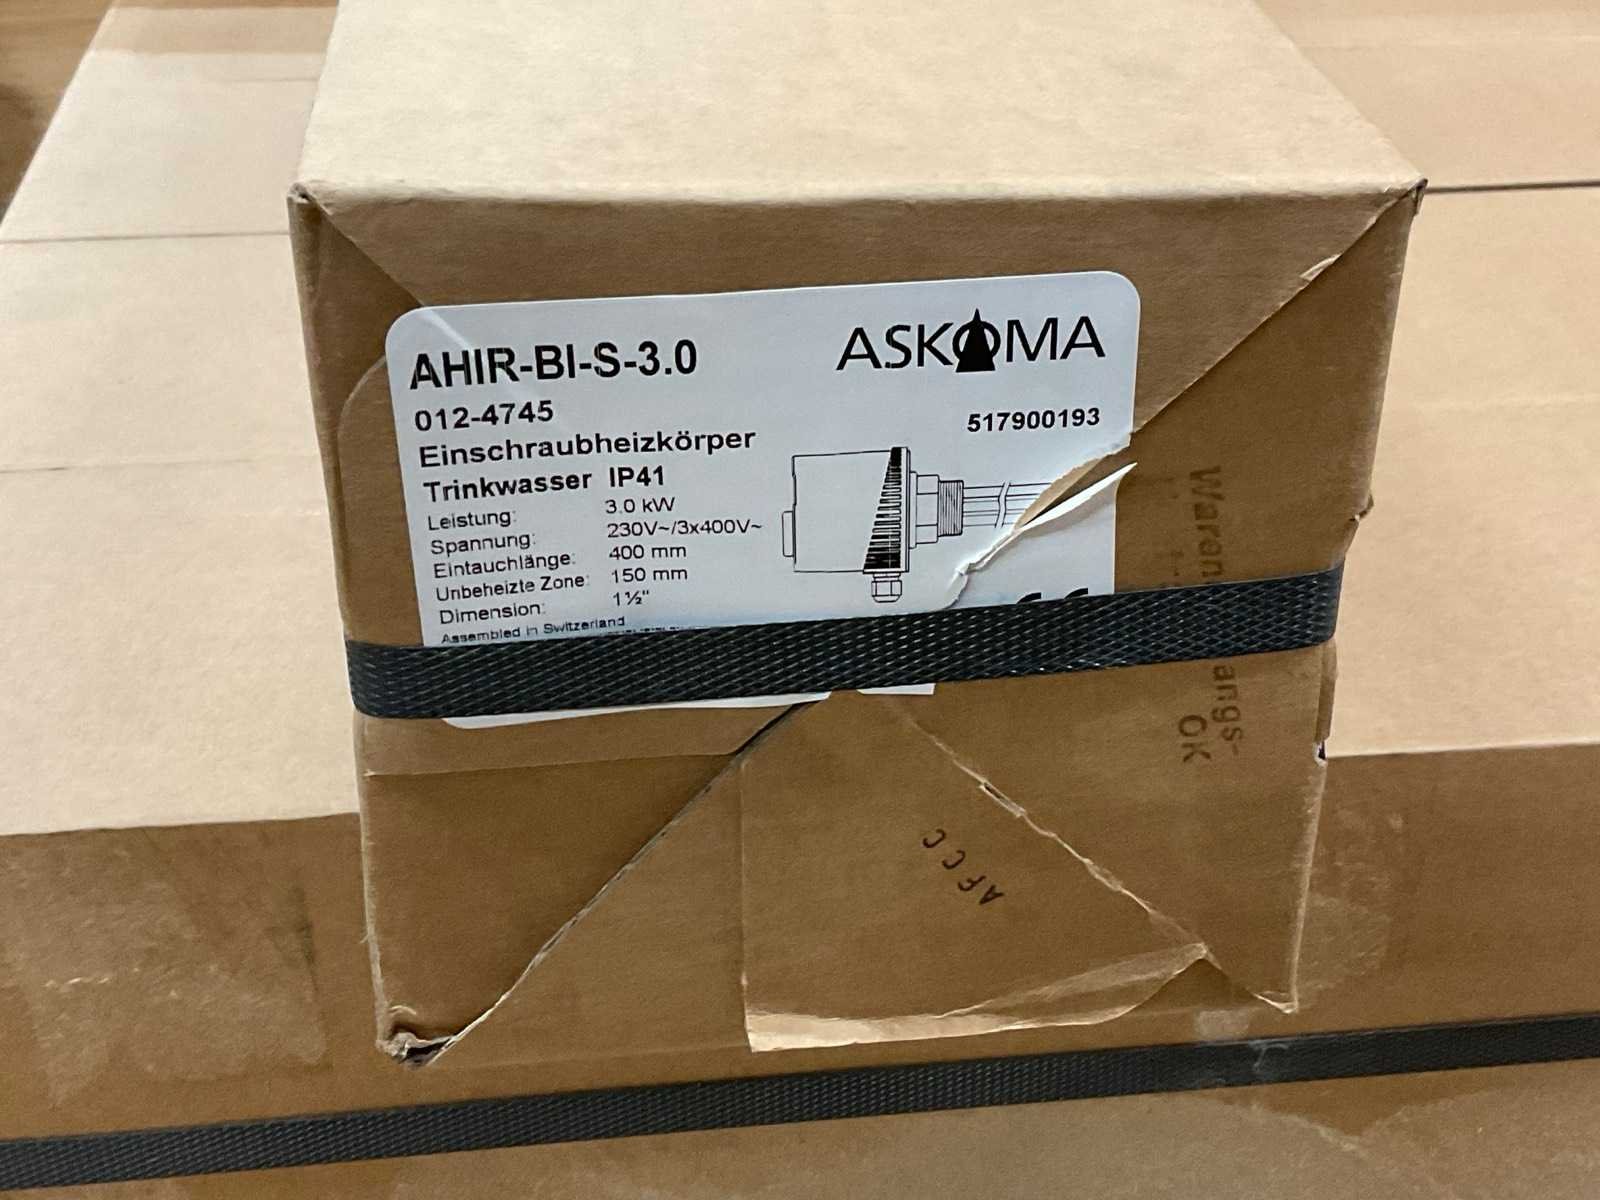 AHIR-BI-S-3.0
ASKOMA
012-4745
517900193
Einschraubheizkörper
Trinkwasser IP41
Leistung: 3.0 kW
Spannung: 230V~/3x400V~
Eintauchlänge: 400 mm
Unbeheizte Zone: 150 mm
Dimension: 1½"
Assembled in Switzerland
CE
OK
AFCC